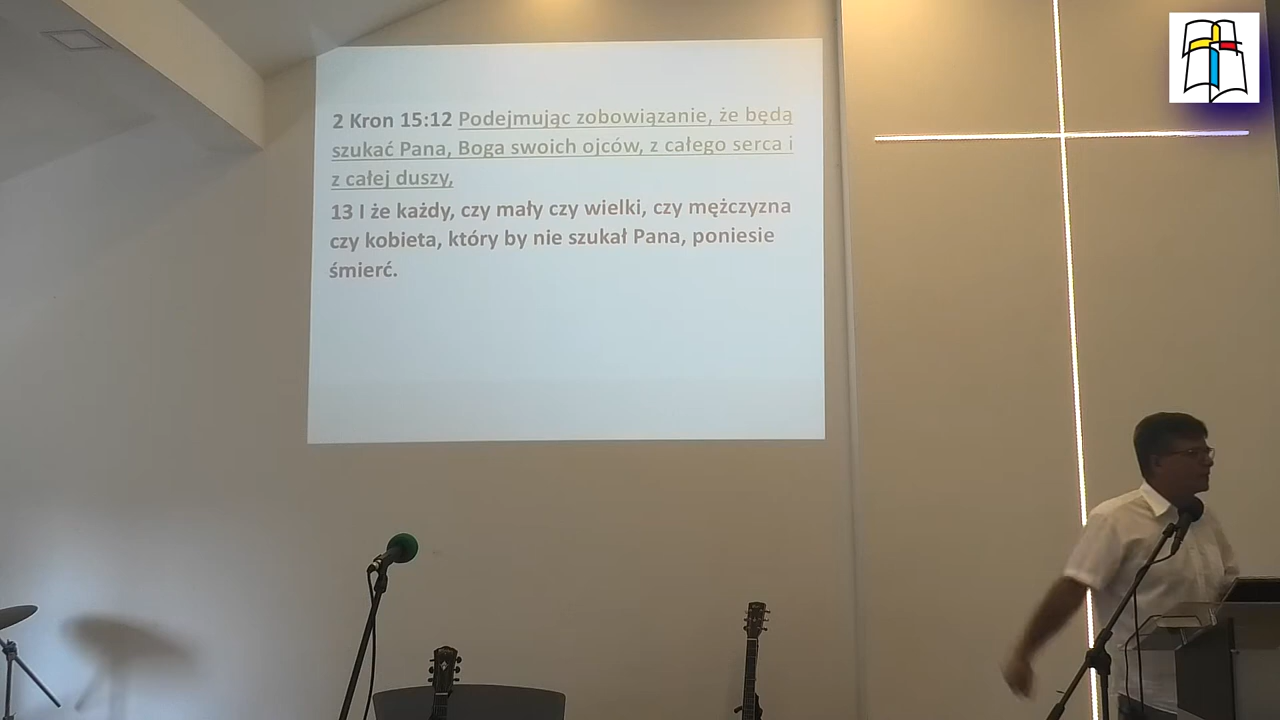 2 Kron 15:12 Podejmując zobowiązanie, że będą
szukać Pana, Boga swoich ojców, z całego serca i
z całej duszy,
13 I że każdy, czy mały czy wielki, czy mężczyzna
czy kobieta, który by nie szukał Pana, poniesie
śmierć.